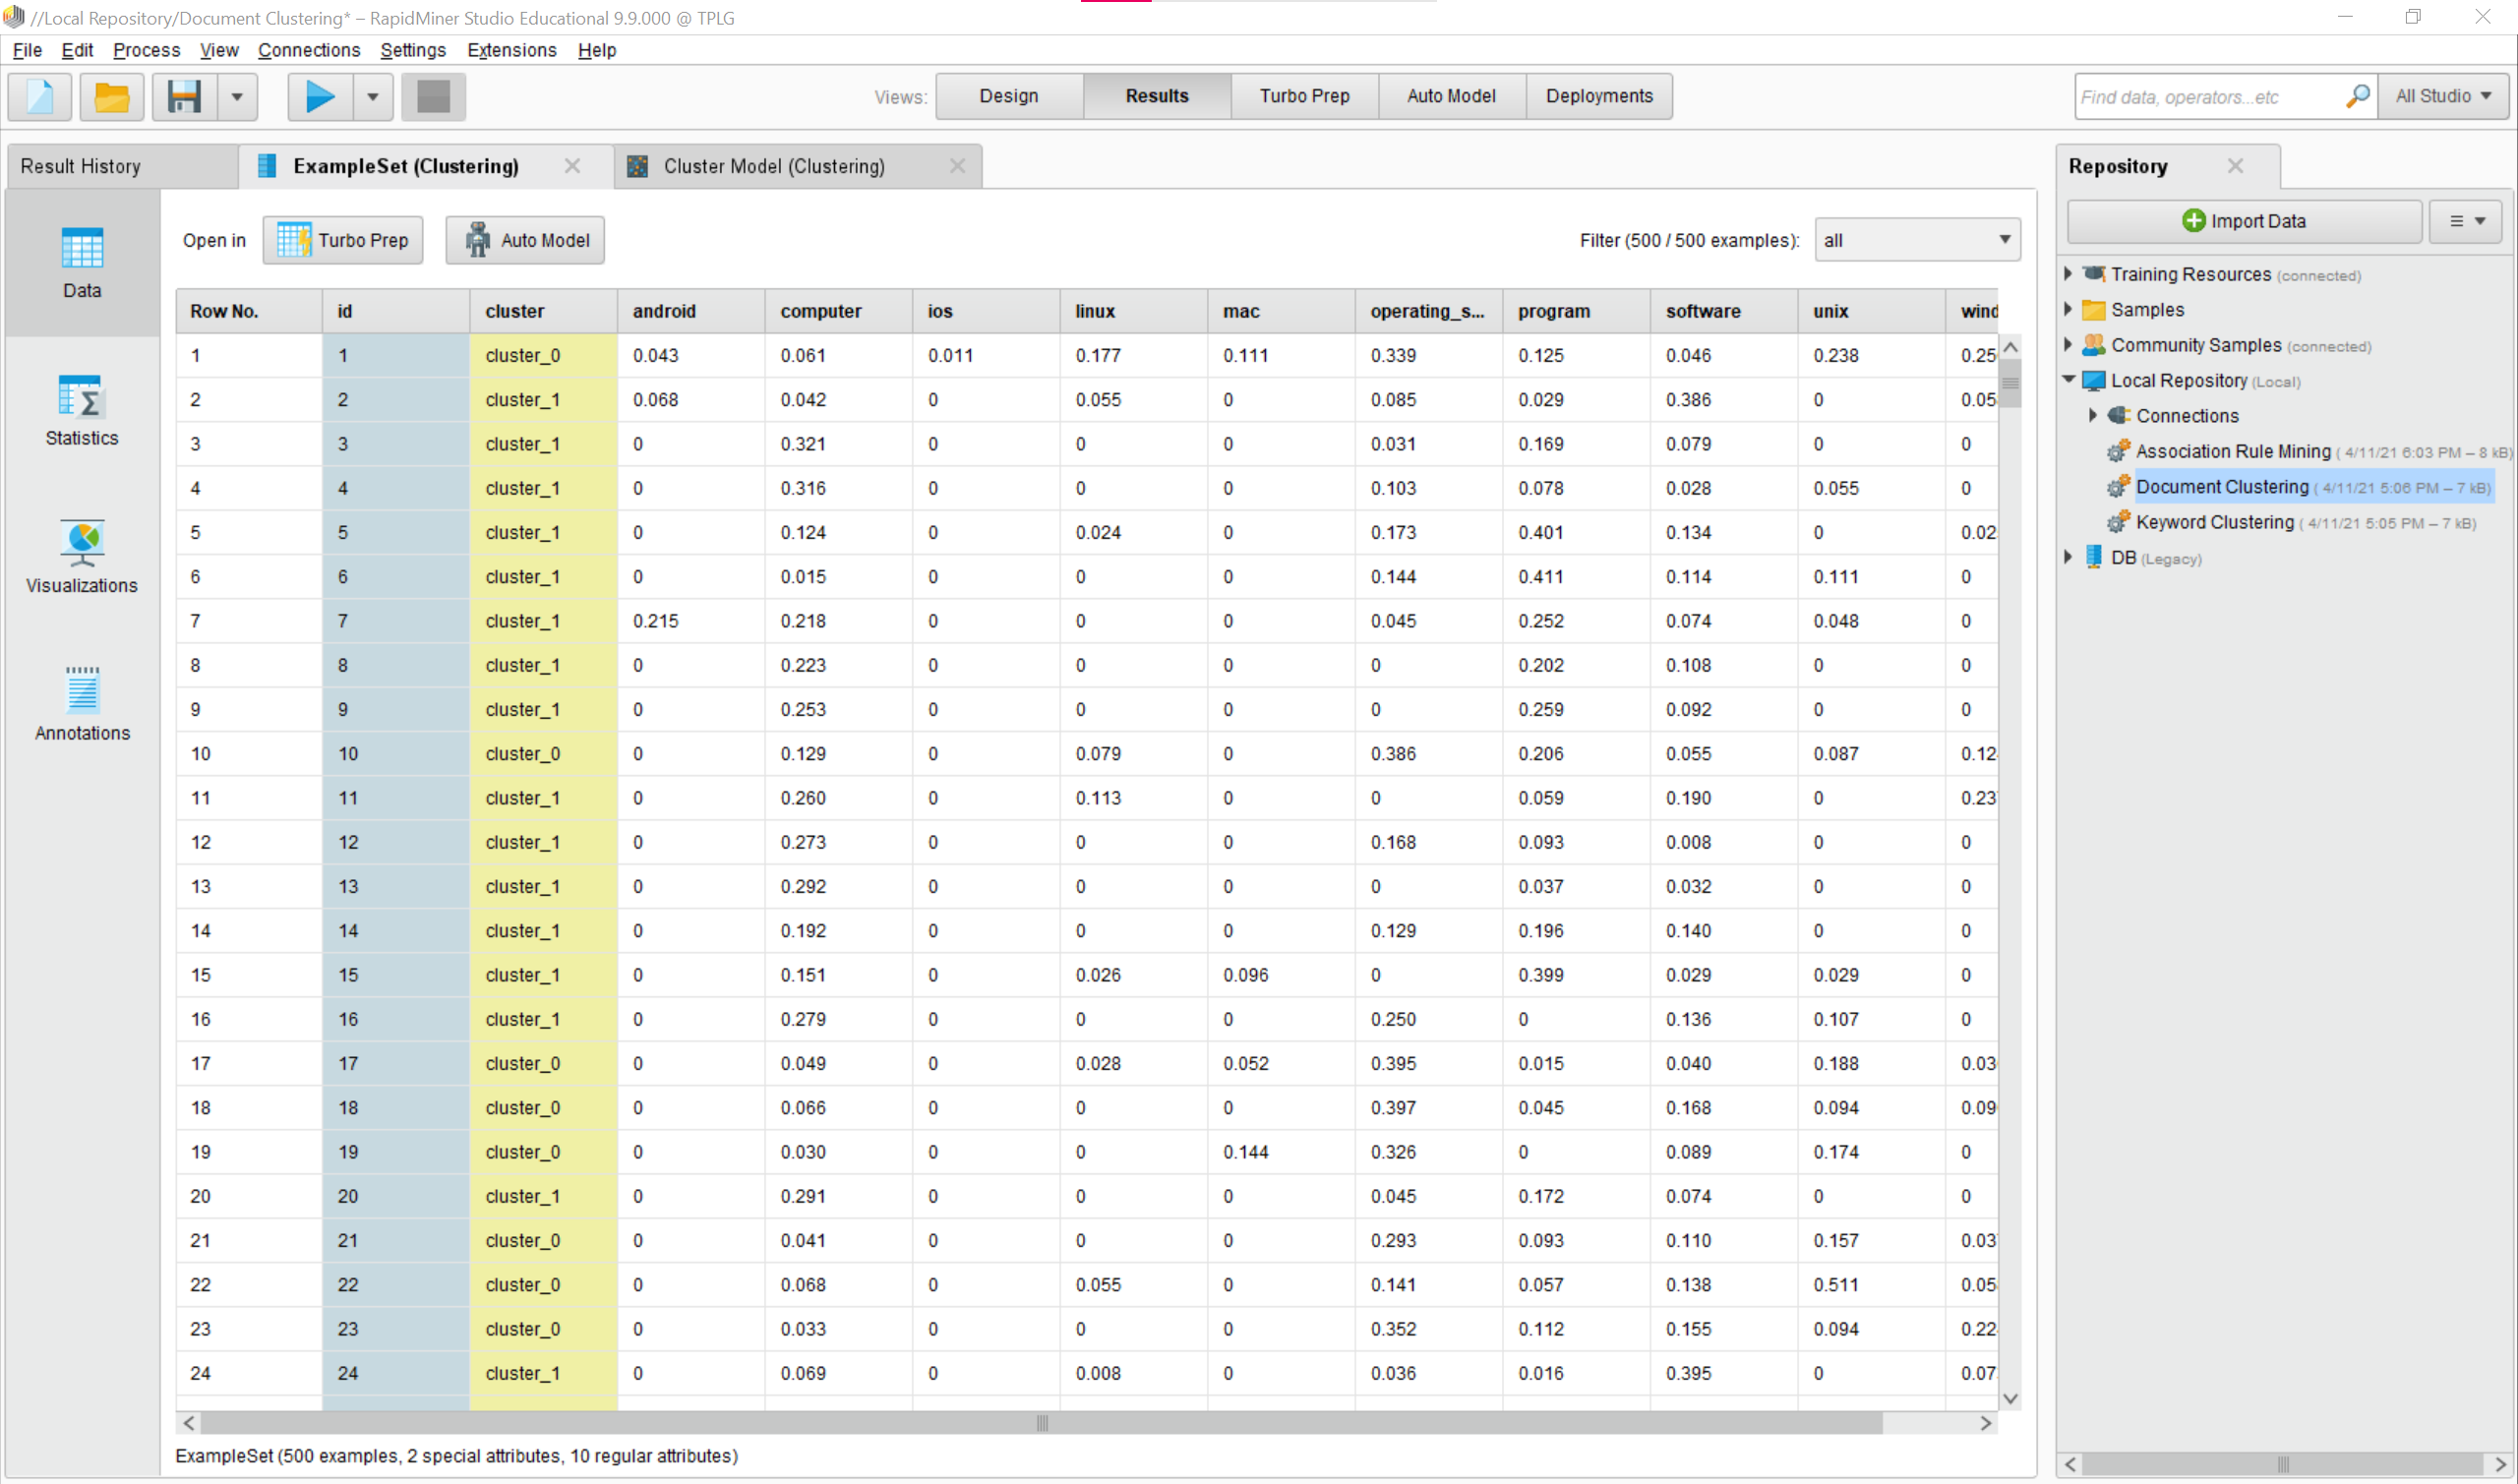 //Local Repository/Document Clustering* – RapidMiner Studio Educational 9.9.000 @ TPLG
File Edit Process View Connections Settings Extensions Help
Views: Design Results Turbo Prep Auto Model Deployments Find data, operators...etc All Studio
Result History ExampleSet (Clustering) Cluster Model (Clustering)
Data
Statistics
Visualizations
Annotations
Open in Turbo Prep Auto Model Filter (500 / 500 examples): all
Row No. id cluster android computer ios linux mac operating_s... program software unix wind
1 1 cluster_0 0.043 0.061 0.011 0.177 0.111 0.339 0.125 0.046 0.238 0.25
2 2 cluster_1 0.068 0.042 0 0.055 0 0.085 0.029 0.386 0 0.05
3 3 cluster_1 0 0.321 0 0 0 0.031 0.169 0.079 0 0
4 4 cluster_1 0 0.316 0 0 0 0.103 0.078 0.028 0.055 0
5 5 cluster_1 0 0.124 0 0.024 0 0.173 0.401 0.134 0 0.02
6 6 cluster_1 0 0.015 0 0 0 0.144 0.411 0.114 0.111 0
7 7 cluster_1 0.215 0.218 0 0 0 0.045 0.252 0.074 0.048 0
8 8 cluster_1 0 0.223 0 0 0 0 0.202 0.108 0 0
9 9 cluster_1 0 0.253 0 0 0 0 0.259 0.092 0 0
10 10 cluster_0 0 0.129 0 0.079 0 0.386 0.206 0.055 0.087 0.12
11 11 cluster_1 0 0.260 0 0.113 0 0 0.059 0.190 0 0.23
12 12 cluster_1 0 0.273 0 0 0 0.168 0.093 0.008 0 0
13 13 cluster_1 0 0.292 0 0 0 0 0.037 0.032 0 0
14 14 cluster_1 0 0.192 0 0 0 0.129 0.196 0.140 0 0
15 15 cluster_1 0 0.151 0 0.026 0.096 0 0.399 0.029 0.029 0
16 16 cluster_1 0 0.279 0 0 0 0.250 0 0.136 0.107 0
17 17 cluster_0 0 0.049 0 0.028 0.052 0.395 0.015 0.040 0.188 0.03
18 18 cluster_0 0 0.066 0 0 0 0.397 0.045 0.168 0.094 0.09
19 19 cluster_0 0 0.030 0 0 0.144 0.326 0 0.089 0.174 0
20 20 cluster_1 0 0.291 0 0 0 0.045 0.172 0.074 0 0
21 21 cluster_0 0 0.041 0 0 0 0.293 0.093 0.110 0.157 0.03
22 22 cluster_0 0 0.068 0 0.055 0 0.141 0.057 0.138 0.511 0.05
23 23 cluster_0 0 0.033 0 0 0 0.352 0.112 0.155 0.094 0.22
24 24 cluster_1 0 0.069 0 0.008 0 0.036 0.016 0.395 0 0.07
ExampleSet (500 examples, 2 special attributes, 10 regular attributes)
Repository
Import Data
Training Resources (connected)
Samples
Community Samples (connected)
Local Repository (Local)
Connections
Association Rule Mining ( 4/11/21 6:03 PM – 8 kB)
Document Clustering ( 4/11/21 5:06 PM – 7 kB)
Keyword Clustering ( 4/11/21 5:05 PM – 7 kB)
DB (Legacy)